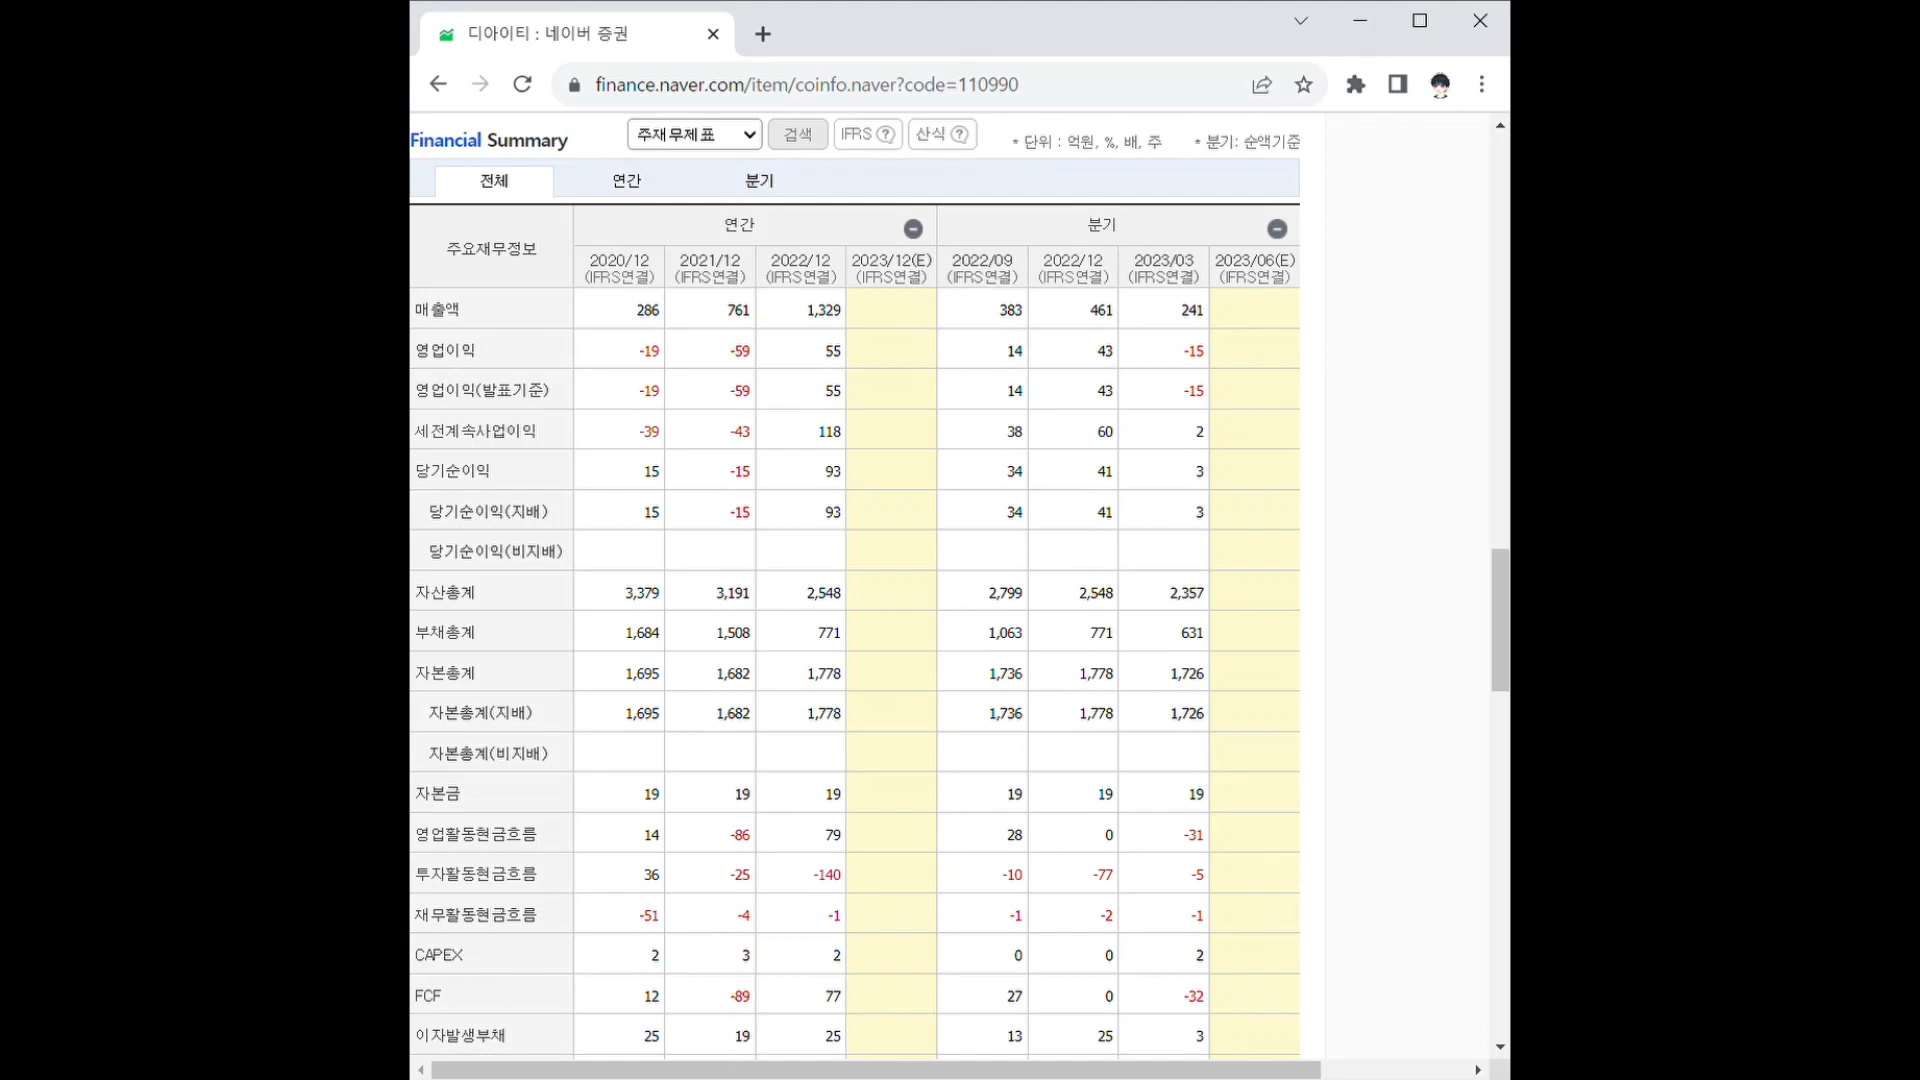 디아이티 : 네이버 증권
finance.naver.com/item/coinfo.naver?code=110990
Financial Summary 주재무제표 검색 IFRS ? 산식 ? * 단위 : 억원, %, 배, 주 * 분기: 순액기준
전체 연간 분기
주요재무정보 연간 분기
2020/12 2021/12 2022/12 2023/12(E) 2022/09 2022/12 2023/03 2023/06(E)
(IFRS연결) (IFRS연결) (IFRS연결) (IFRS연결) (IFRS연결) (IFRS연결) (IFRS연결) (IFRS연결)
매출액 286 761 1,329 383 461 241
영업이익 -19 -59 55 14 43 -15
영업이익(발표기준) -19 -59 55 14 43 -15
세전계속사업이익 -39 -43 118 38 60 2
당기순이익 15 -15 93 34 41 3
당기순이익(지배) 15 -15 93 34 41 3
당기순이익(비지배)
자산총계 3,379 3,191 2,548 2,799 2,548 2,357
부채총계 1,684 1,508 771 1,063 771 631
자본총계 1,695 1,682 1,778 1,736 1,778 1,726
자본총계(지배) 1,695 1,682 1,778 1,736 1,778 1,726
자본총계(비지배)
자본금 19 19 19 19 19 19
영업활동현금흐름 14 -86 79 28 0 -31
투자활동현금흐름 36 -25 -140 -10 -77 -5
재무활동현금흐름 -51 -4 -1 -1 -2 -1
CAPEX 2 3 2 0 0 2
FCF 12 -89 77 27 0 -32
이자발생부채 25 19 25 13 25 3